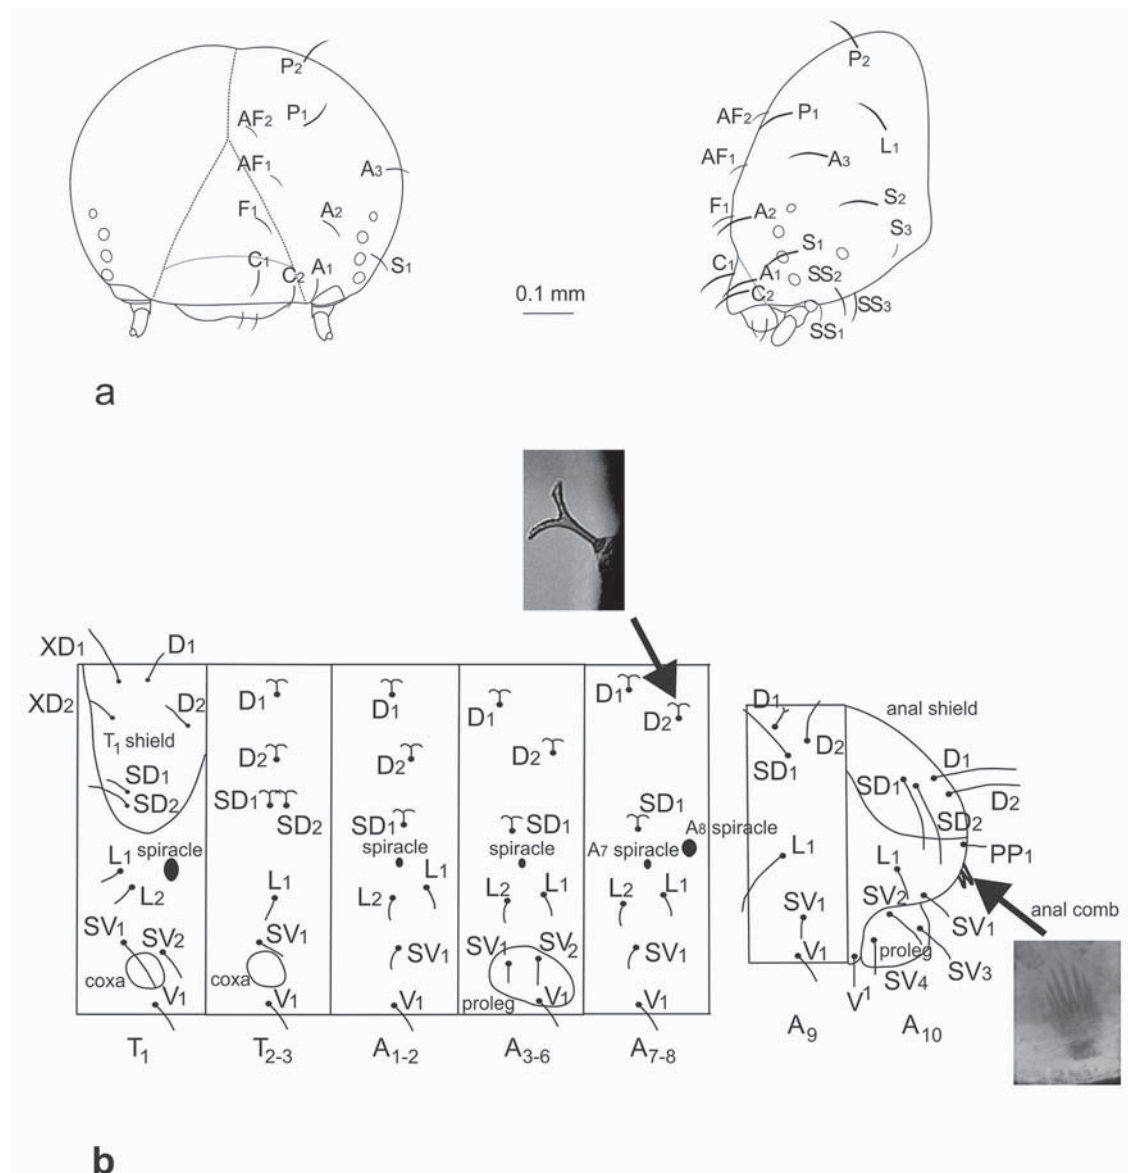 P2
P1
AF2
AF1
A3
F1
A2
C1
C2
A1
S1
0.1 mm
P2
AF2
P1
L1
AF1
A3
F1
A2
S2
S3
C1
S1
A1
SS2
C2
SS3
SS1
a
XD1
D1
XD2
D2
T1 shield
SD1
SD2
L1
spiracle
L2
SV1
SV2
coxa
V1
T1
D1
D2
SD1
SD2
L1
SV1
coxa
V1
T2-3
D1
D2
SD1
spiracle
L1
L2
SV1
V1
A1-2
D1
D2
SD1
spiracle
L2
L1
SV1
SV2
V1
proleg
A3-6
D1
D2
SD1
A8 spiracle
A7 spiracle
L2
L1
SV1
V1
A7-8
D1
D2
SD1
L1
SV1
V1
A9
anal shield
D1
D2
SD1
SD2
PP1
L1
SV2
SV1
proleg
SV3
SV4
V1
anal comb
A10
b